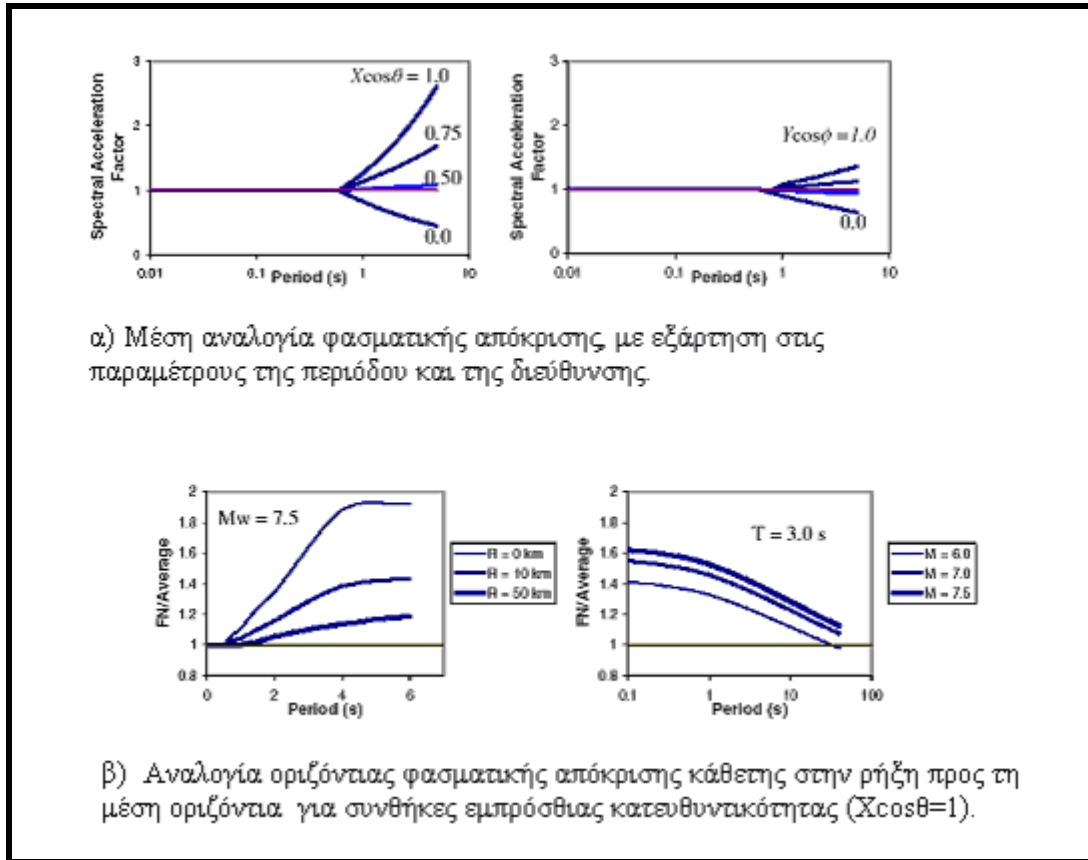 Spectral Acceleration
Factor
3
2
1
0
Xcosθ = 1.0
0.75
0.50
0.0
0.01
0.1
1
10
Period (s)
Spectral Acceleration
Factor
3
2
1
0
Ycosϕ =1.0
0.0
0.01
0.1
1
10
Period (s)
α) Μέση αναλογία φασματικής απόκρισης, με εξάρτηση στις
παραμέτρους της περιόδου και της διεύθυνσης.
FN/Average
2
1.8
1.6
1.4
1.2
1
0.8
Mw = 7.5
0
2
4
6
Period (s)
R = 0 km
R = 10 km
R = 50 km
FN/Average
2
1.8
1.6
1.4
1.2
1
0.8
T = 3.0 s
0.1
1
10
100
Period (s)
M = 6.0
M = 7.0
M = 7.5
β) Αναλογία οριζόντιας φασματικής απόκρισης κάθετης στην ρήξη προς τη
μέση οριζόντια για συνθήκες εμπρόσθιας κατευθυντικότητας (Xcosθ=1).